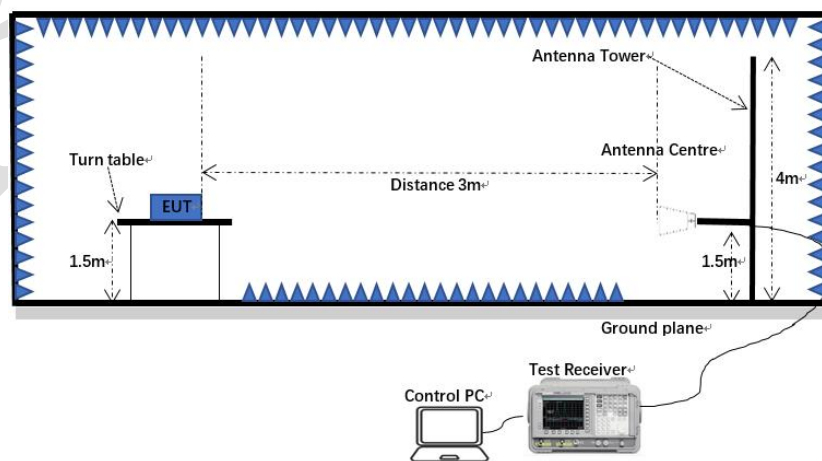 Antenna Tower
Turn table
Antenna Centre
Distance 3m
4m
EUT
1.5m
1.5m
Ground plane
Test Receiver
Control PC